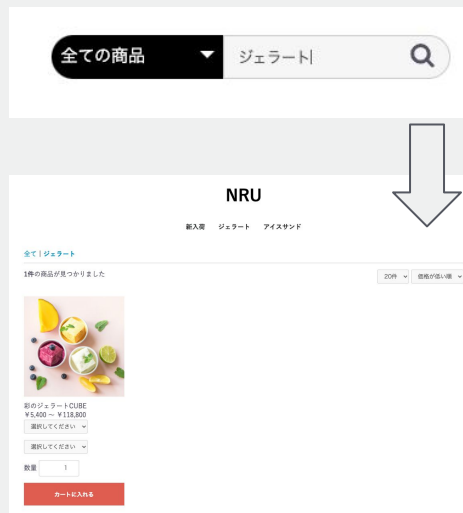 全ての商品
ジェラート
NRU
新入荷 ジェラート アイスサンド
全て | ジェラート
1件の商品が見つかりました
20件 価格が低い順
彩のジェラートCUBE
¥5,400 ～ ¥118,800
選択してください
選択してください
数量 1
カートに入れる